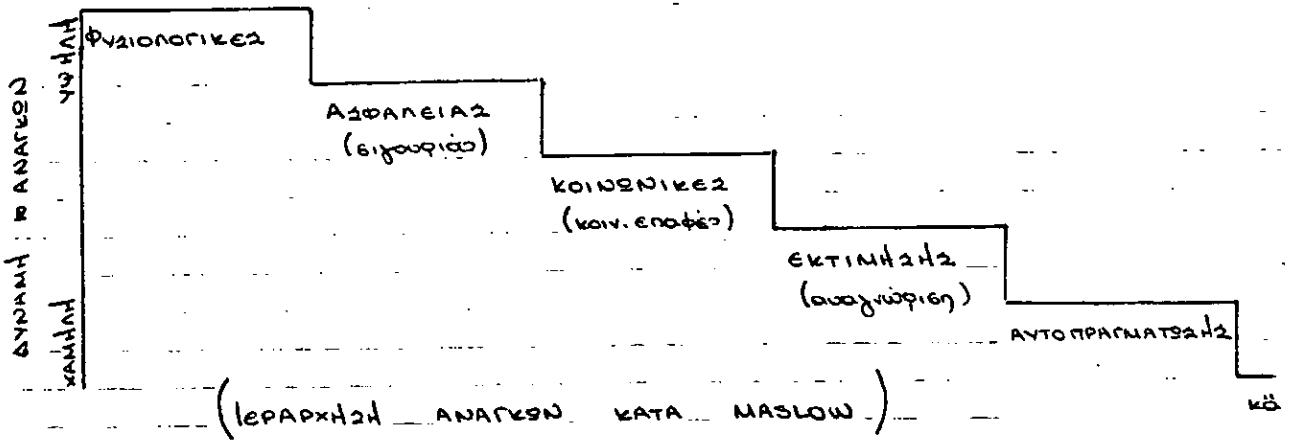 ΦΥΣΙΟΛΟΓΙΚΕΣ
ΑΣΦΑΛΕΙΑΣ
(σιγουριάς)
ΚΟΙΝΩΝΙΚΕΣ
(κοιν. επαφές)
ΕΚΤΙΜΗΣΗΣ
(αναγνώριση)
ΑΥΤΟΠΡΑΓΜΑΤΩΣΗΣ
ΥΨΗΛΗ
ΧΑΜΗΛΗ
ΔΥΝΑΜΗ : ΑΝΑΓΚΩΝ
(ΙΕΡΑΡΧΗΣΗ ΑΝΑΓΚΩΝ ΚΑΤΑ MASLOW)